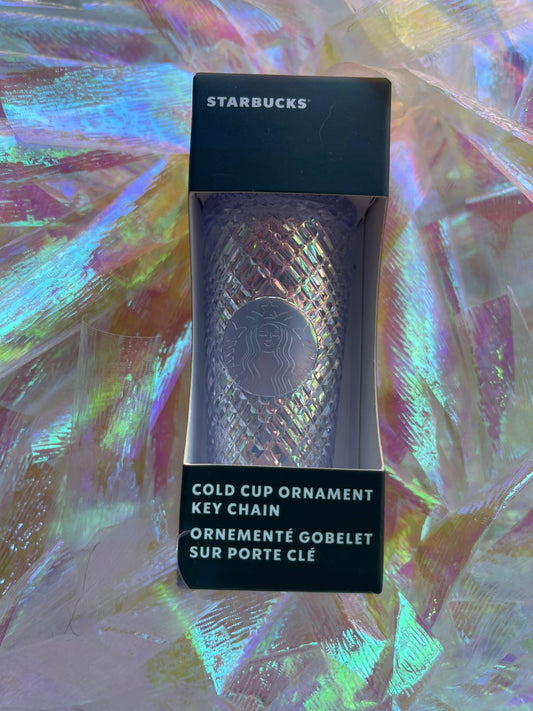 STARBUCKS®
COLD CUP ORNAMENT
KEY CHAIN
ORNEMENTÉ GOBELET
SUR PORTE CLÉ